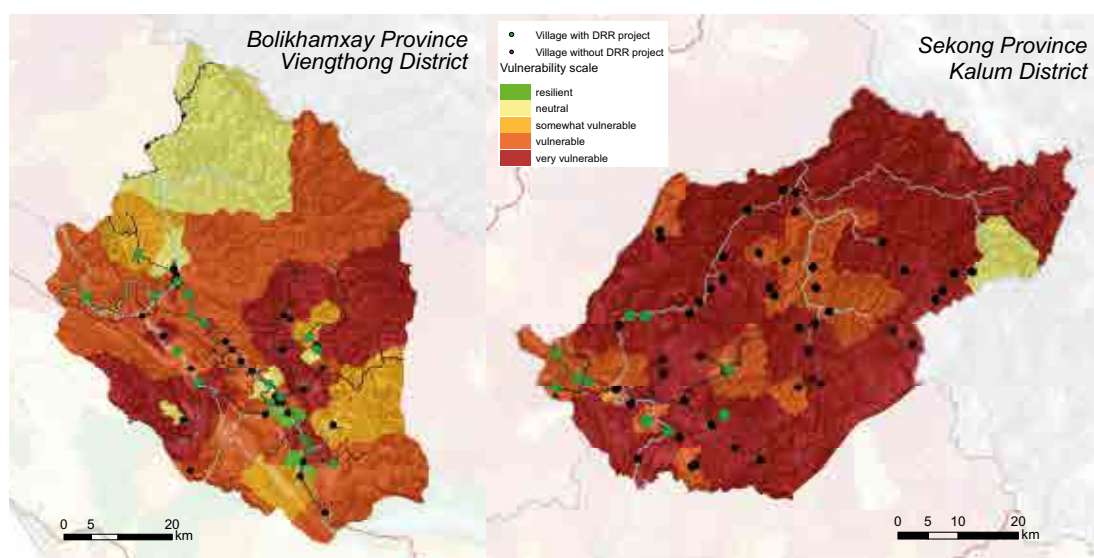 Bolikhamxay Province
Viengthong District
Village with DRR project
Village without DRR project
Vulnerability scale
resilient
neutral
somewhat vulnerable
vulnerable
very vulnerable
Sekong Province
Kalum District
0 5 20
km
0 5 10 20
km